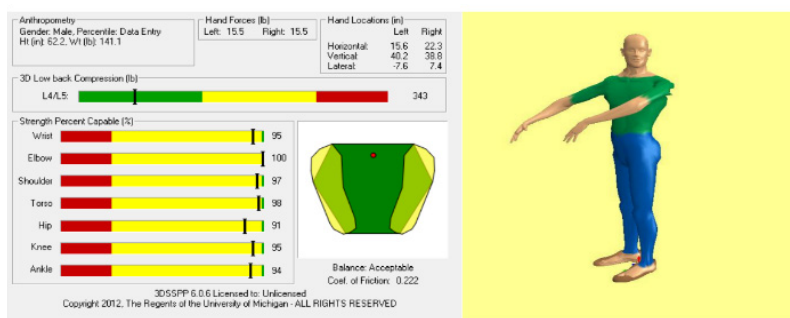 Anthropometry
Gender: Male, Percentile: Data Entry
Ht (in): 62.2, Wt (lb): 141.1
Hand Forces (lb)
Left: 15.5 Right: 15.5
Hand Locations (in)
Left Right
Horizontal: 15.6 22.3
Vertical: 40.2 38.8
Lateral: -7.6 7.4
3D Low back Compression (lb)
L4/L5: 343
Strength Percent Capable (%)
Wrist 95
Elbow 100
Shoulder 97
Torso 98
Hip 91
Knee 95
Ankle 94
Balance: Acceptable
Coef. of Friction: 0.222
3DSSPP 6.0.6 Licensed to: Unlicensed
Copyright 2012, The Regents of the University of Michigan - ALL RIGHTS RESERVED